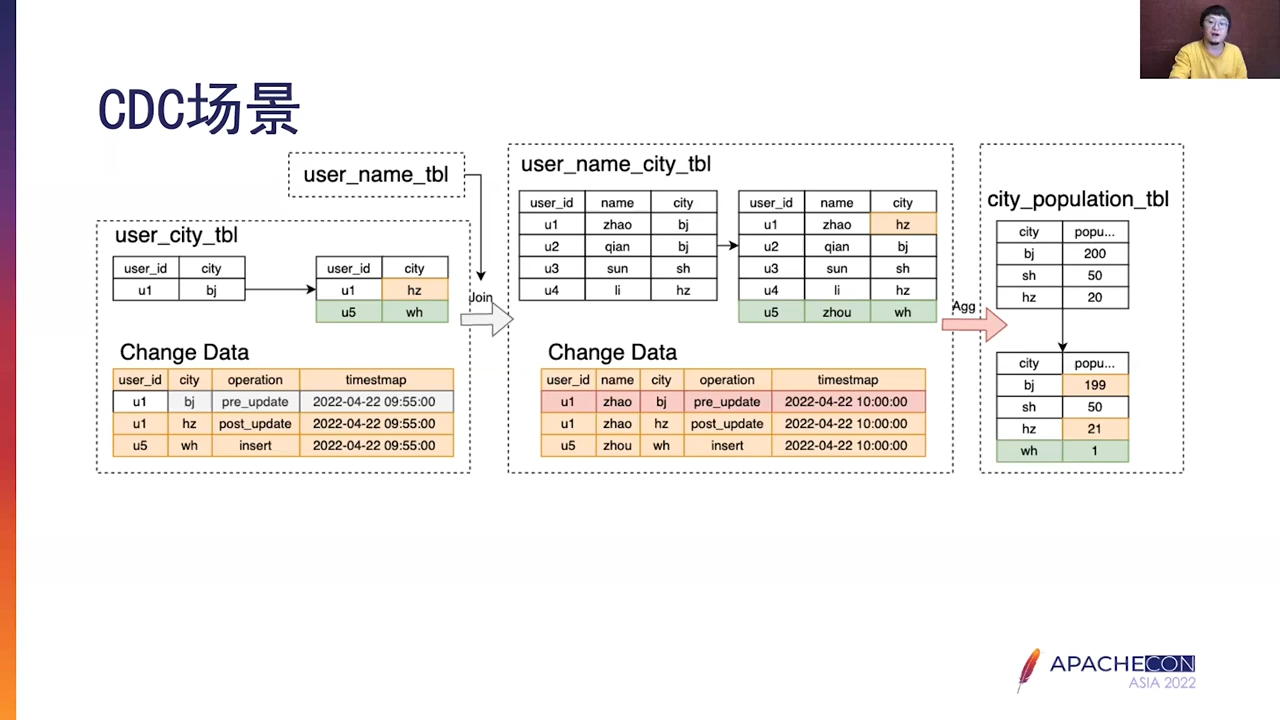 CDC场景
user_name_tbl
user_city_tbl
user_id city
u1 bj
user_id city
u1 hz
u5 wh
Change Data
user_id city operation timestmap
u1 bj pre_update 2022-04-22 09:55:00
u1 hz post_update 2022-04-22 09:55:00
u5 wh insert 2022-04-22 09:55:00
Join
user_name_city_tbl
user_id name city
u1 zhao bj
u2 qian bj
u3 sun sh
u4 li hz
user_id name city
u1 zhao hz
u2 qian bj
u3 sun sh
u4 li hz
u5 zhou wh
Change Data
user_id name city operation timestmap
u1 zhao bj pre_update 2022-04-22 10:00:00
u1 zhao hz post_update 2022-04-22 10:00:00
u5 zhou wh insert 2022-04-22 10:00:00
Agg
city_population_tbl
city popu...
bj 200
sh 50
hz 20
city popu...
bj 199
sh 50
hz 21
wh 1
APACHECON
ASIA 2022